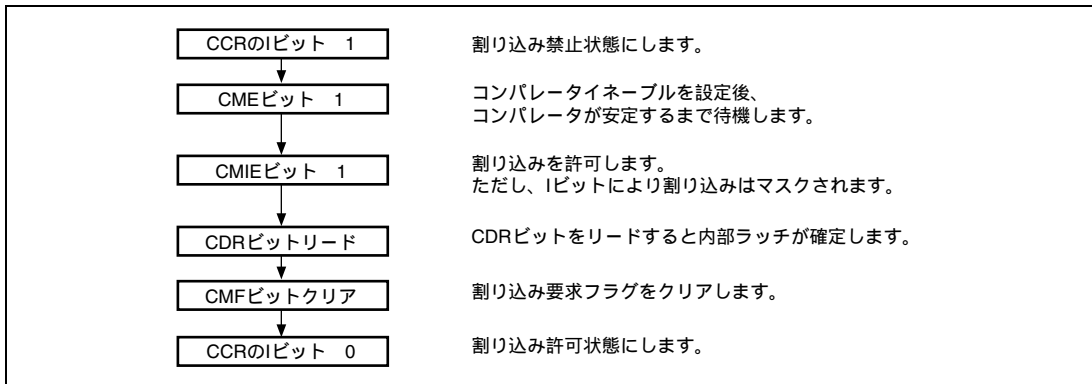 CCRのIビット　1
割り込み禁止状態にします。
CMEビット　1
コンパレータイネーブルを設定後、
コンパレータが安定するまで待機します。
CMIEビット　1
割り込みを許可します。
ただし、Iビットにより割り込みはマスクされます。
CDRビットリード
CDRビットをリードすると内部ラッチが確定します。
CMFビットクリア
割り込み要求フラグをクリアします。
CCRのIビット　0
割り込み許可状態にします。